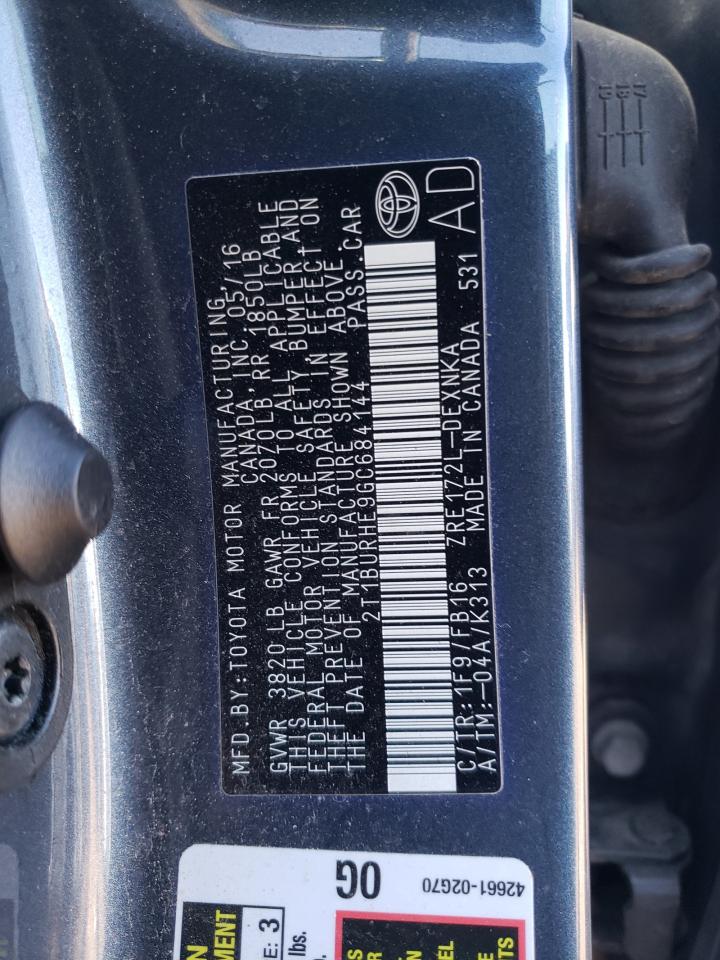 MFD.BY:TOYOTA MOTOR MANUFACTURING
CANADA,INC.05/16
GVWR 3820 LB GAWR FR 2070LB RR 1850LB
THIS VEHICLE CONFORMS TO ALL APPLICABLE
FEDERAL MOTOR VEHICLE SAFETY BUMPER AND
THEFT PREVENTION STANDARDS IN EFFECT ON
THE DATE OF MANUFACTURE SHOWN ABOVE.
2T1BURHE9GC684144 PASS.CAR
C/TR:1F9/FB16 ZRE172L-DEXNKA
A/TM:-04A/K313 MADE IN CANADA 531
AD
0G
42661-02G70
MENT
E: 3
lbs.